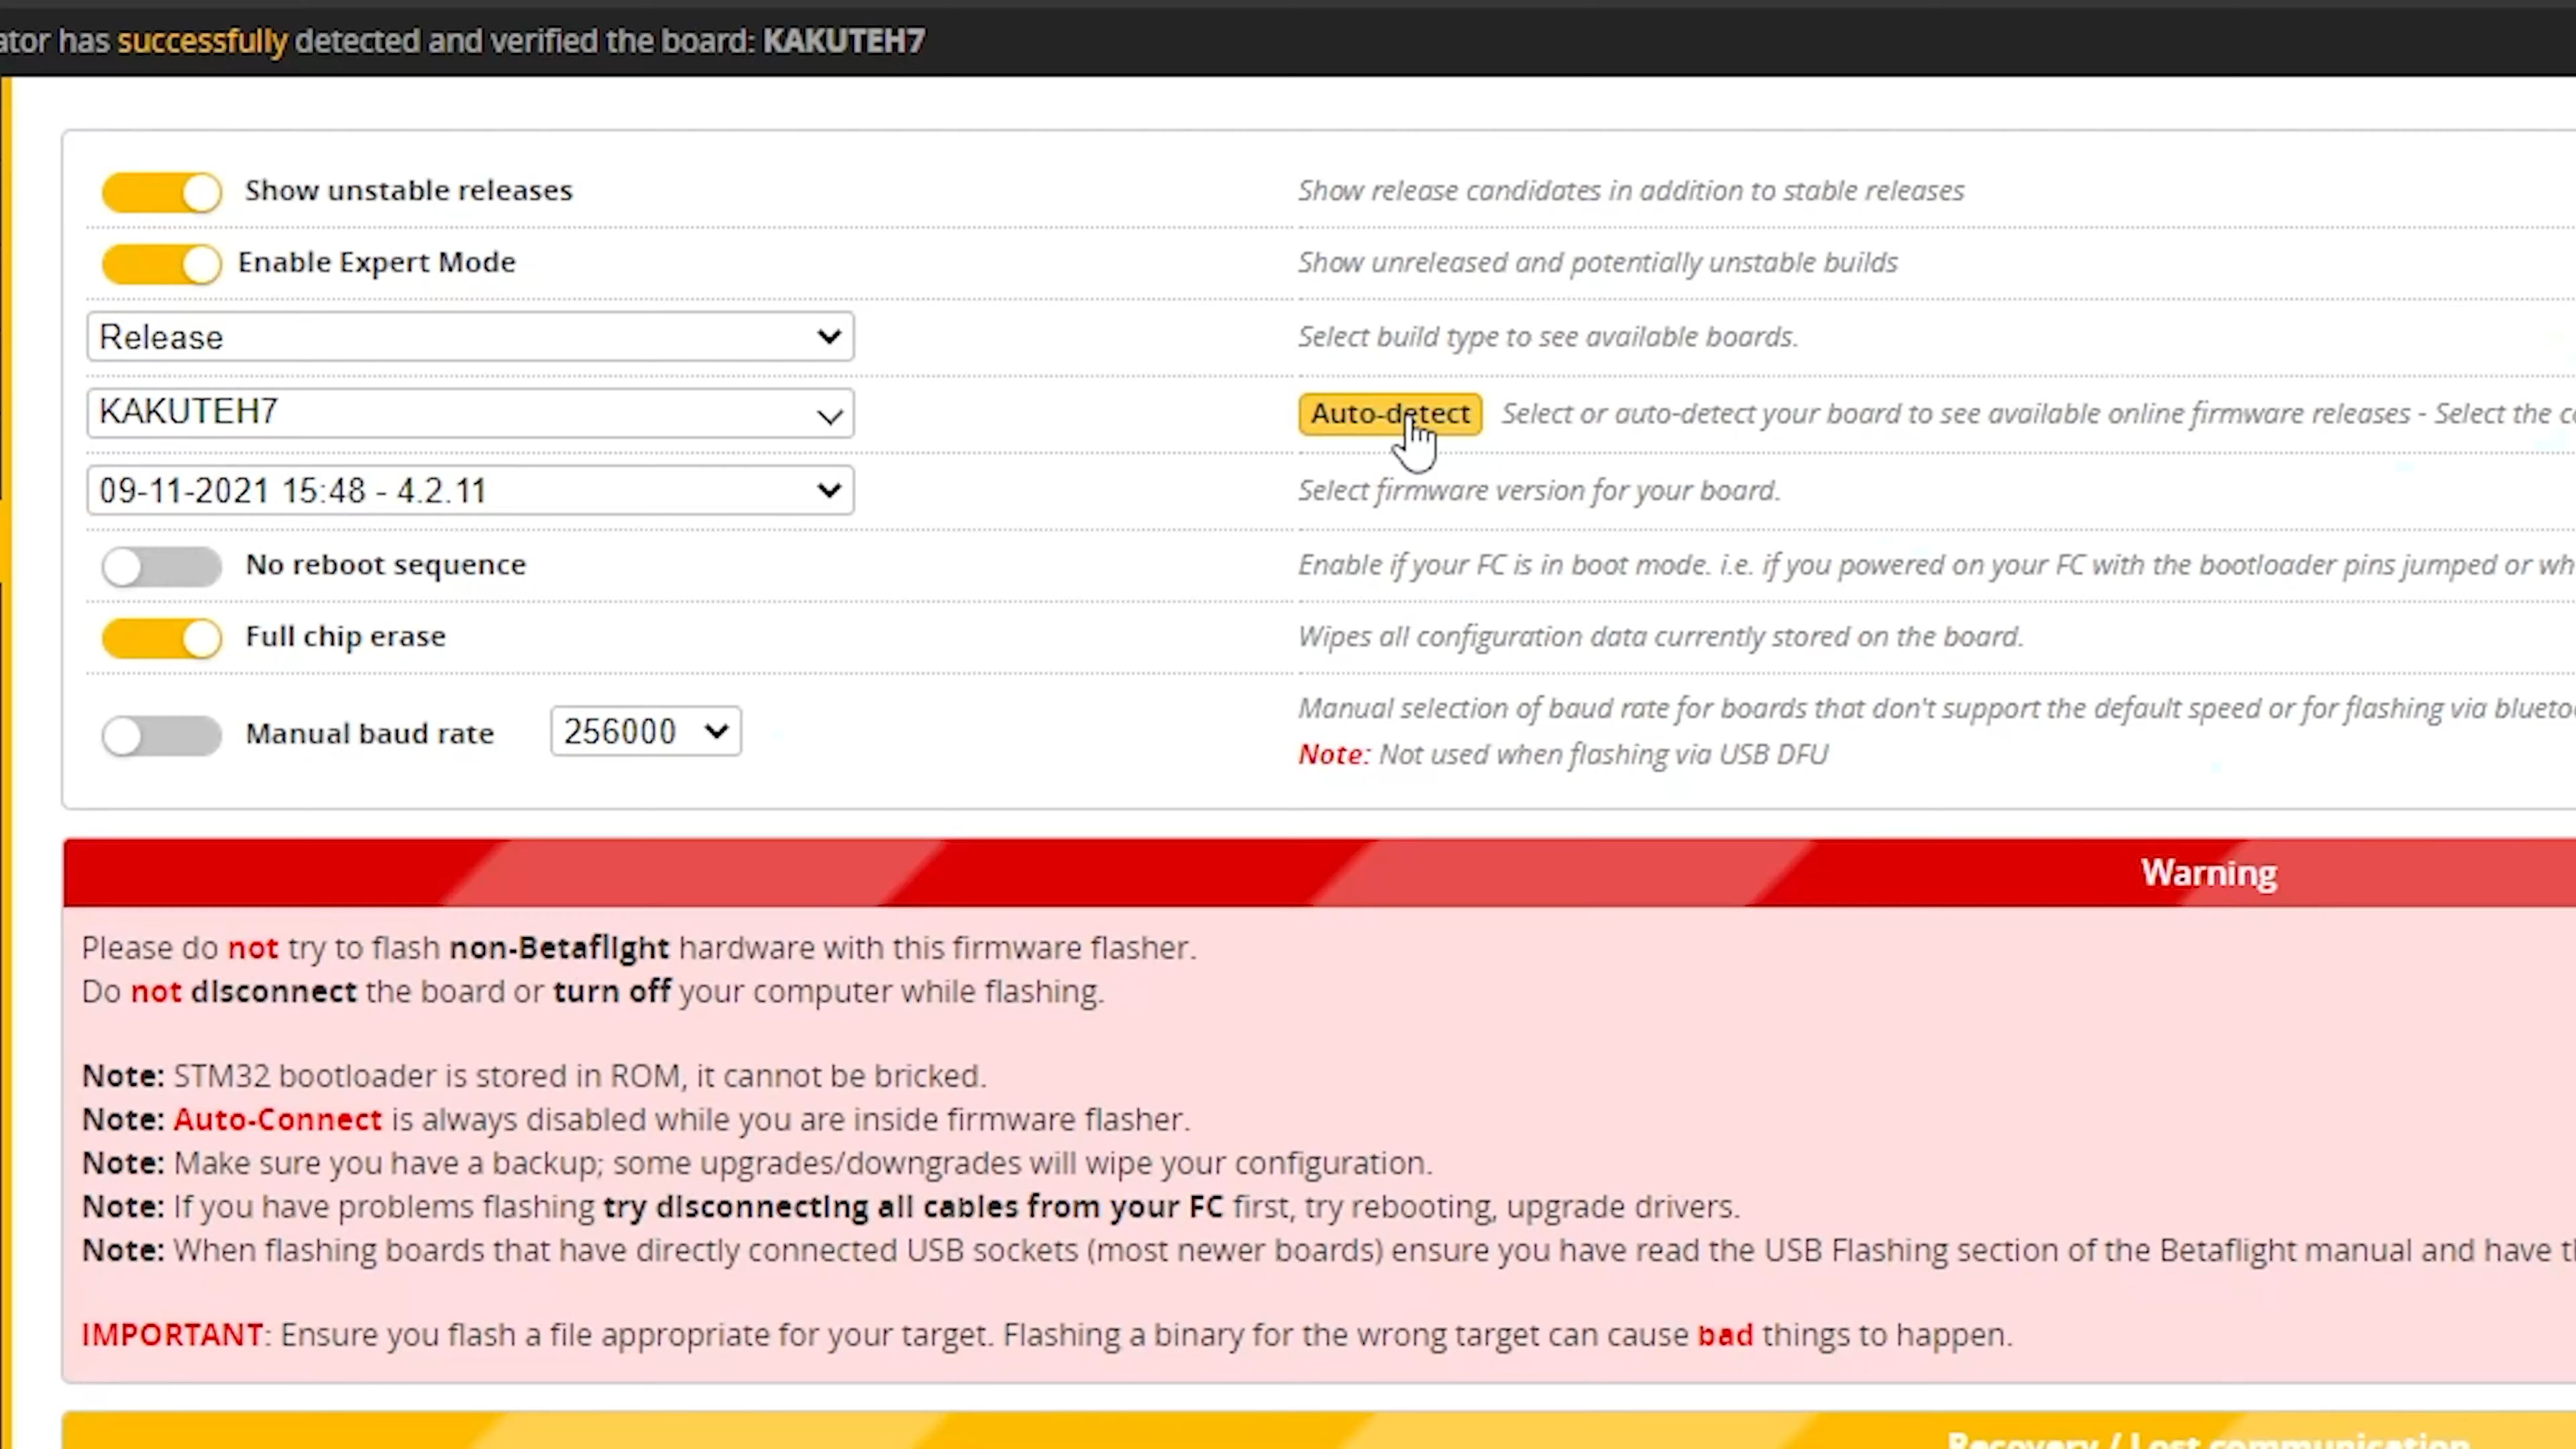 ator has successfully detected and verified the board: KAKUTEH7
Show unstable releases Show release candidates in addition to stable releases
Enable Expert Mode Show unreleased and potentially unstable builds
Release Select build type to see available boards.
KAKUTEH7 Auto-detect Select or auto-detect your board to see available online firmware releases - Select the co
09-11-2021 15:48 - 4.2.11 Select firmware version for your board.
No reboot sequence Enable if your FC is in boot mode. i.e. if you powered on your FC with the bootloader pins jumped or wh
Full chip erase Wipes all configuration data currently stored on the board.
Manual baud rate 256000 Manual selection of baud rate for boards that don't support the default speed or for flashing via blueto
Note: Not used when flashing via USB DFU
Warning
Please do not try to flash non-Betaflight hardware with this firmware flasher.
Do not disconnect the board or turn off your computer while flashing.
Note: STM32 bootloader is stored in ROM, it cannot be bricked.
Note: Auto-Connect is always disabled while you are inside firmware flasher.
Note: Make sure you have a backup; some upgrades/downgrades will wipe your configuration.
Note: If you have problems flashing try disconnecting all cables from your FC first, try rebooting, upgrade drivers.
Note: When flashing boards that have directly connected USB sockets (most newer boards) ensure you have read the USB Flashing section of the Betaflight manual and have th
IMPORTANT: Ensure you flash a file appropriate for your target. Flashing a binary for the wrong target can cause bad things to happen.
Recovery / Lost communication